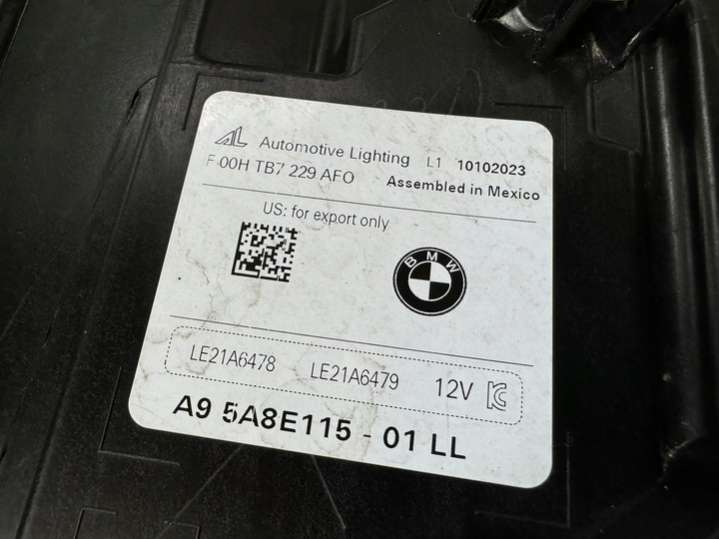 AL Automotive Lighting L1 10102023
F 00H TB7 229 AFO Assembled in Mexico
US: for export only
BMW
LE21A6478 LE21A6479 12V
A9 5A8E115 - 01 LL